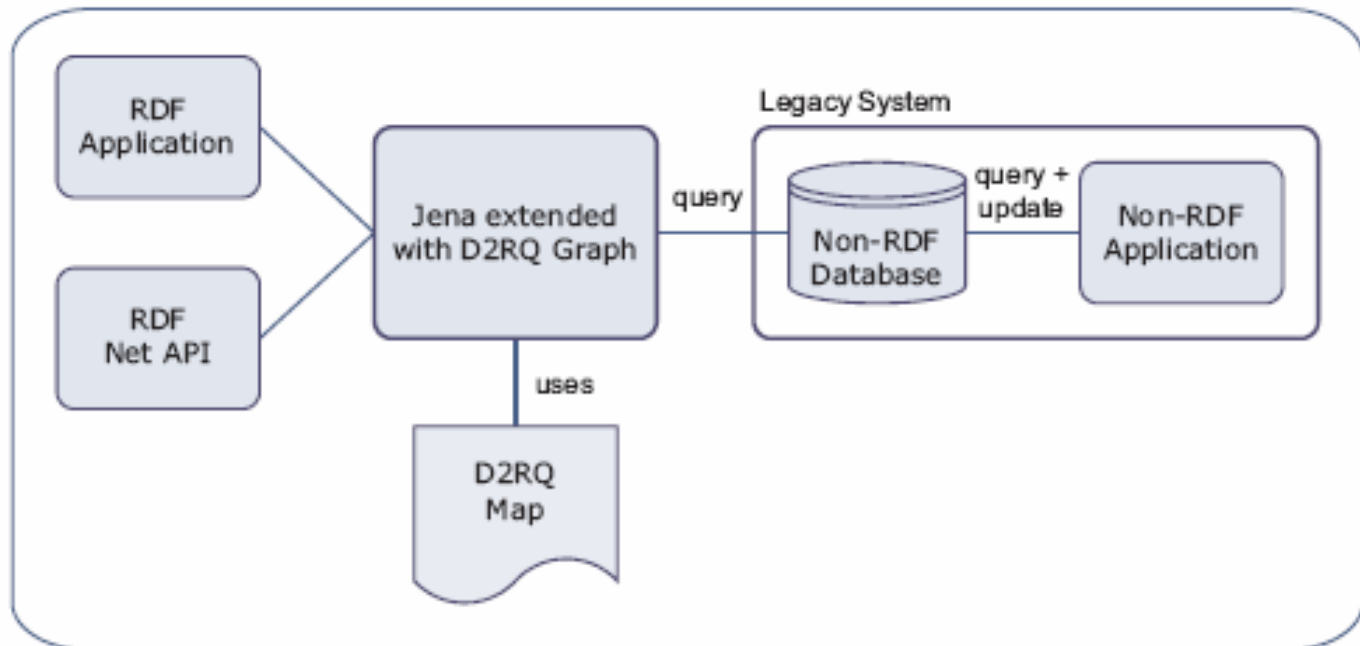 RDF
Application
RDF
Net API
Jena extended
with D2RQ Graph
uses
D2RQ
Map
query
Legacy System
Non-RDF
Database
query +
update
Non-RDF
Application